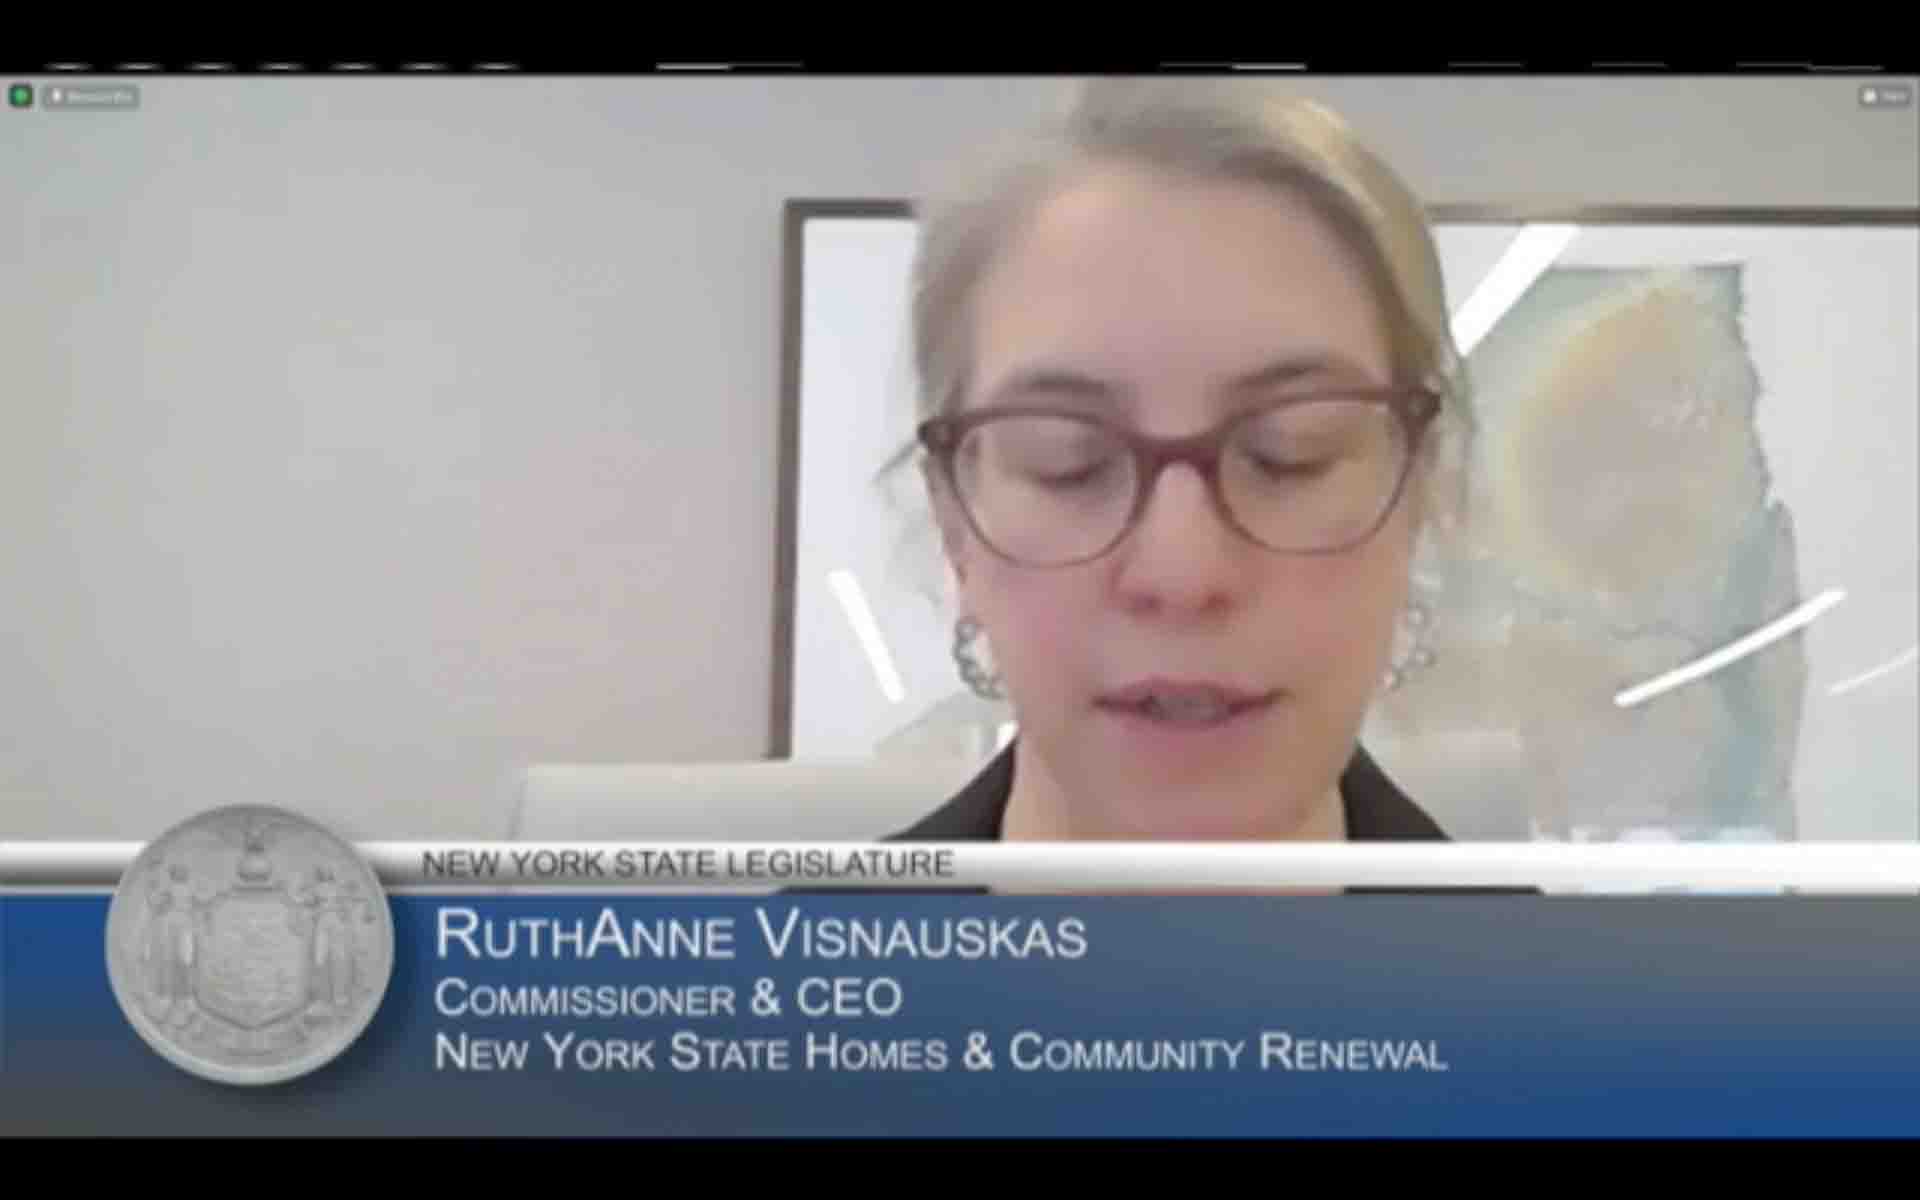 NEW YORK STATE LEGISLATURE
RUTHANNE VISNAUSKAS
COMMISSIONER & CEO
NEW YORK STATE HOMES & COMMUNITY RENEWAL